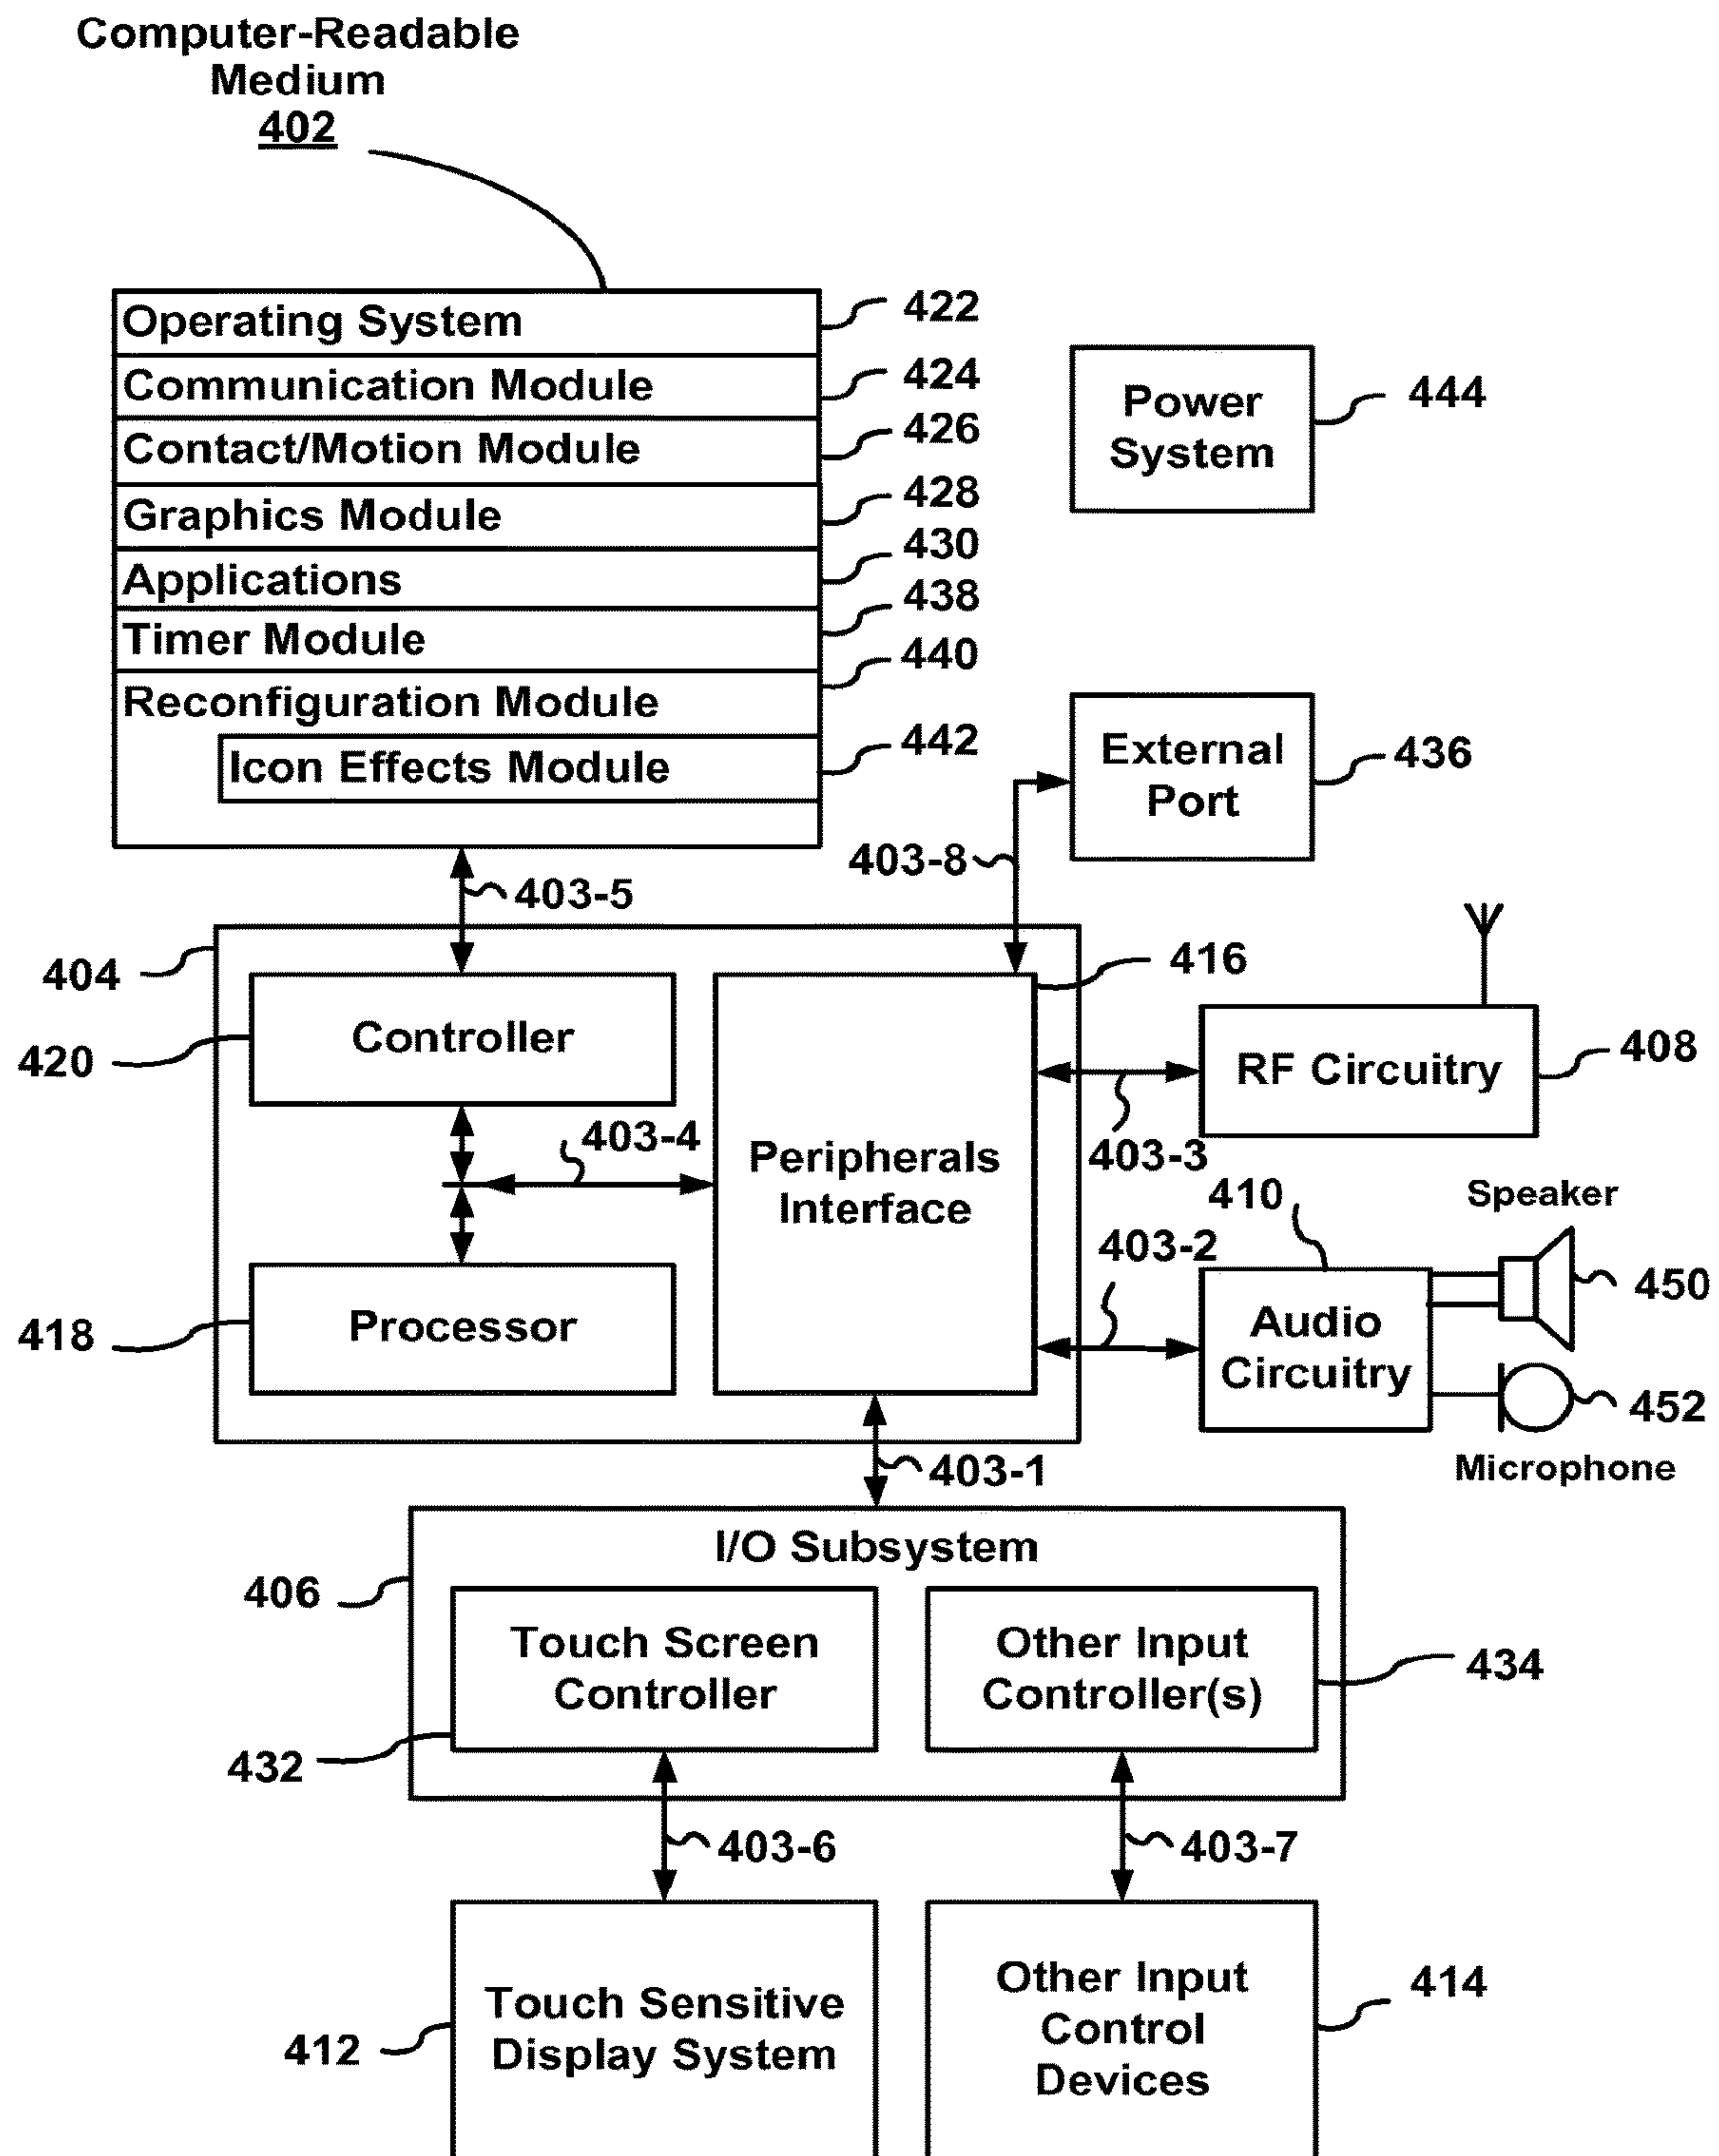 Computer-Readable
Medium
402
Operating System
422
Communication Module
424
Contact/Motion Module
426
Graphics Module
428
Applications
430
Timer Module
438
Reconfiguration Module
440
Icon Effects Module
442
Power
System
444
External
Port
436
403-8
403-5
404
416
Controller
420
RF Circuitry
408
403-4
403-3
Peripherals
Interface
410
Speaker
403-2
450
Processor
418
Audio
Circuitry
452
Microphone
403-1
I/O Subsystem
406
Touch Screen
Controller
432
Other Input
Controller(s)
434
403-6
403-7
Touch Sensitive
Display System
412
Other Input
Control
Devices
414